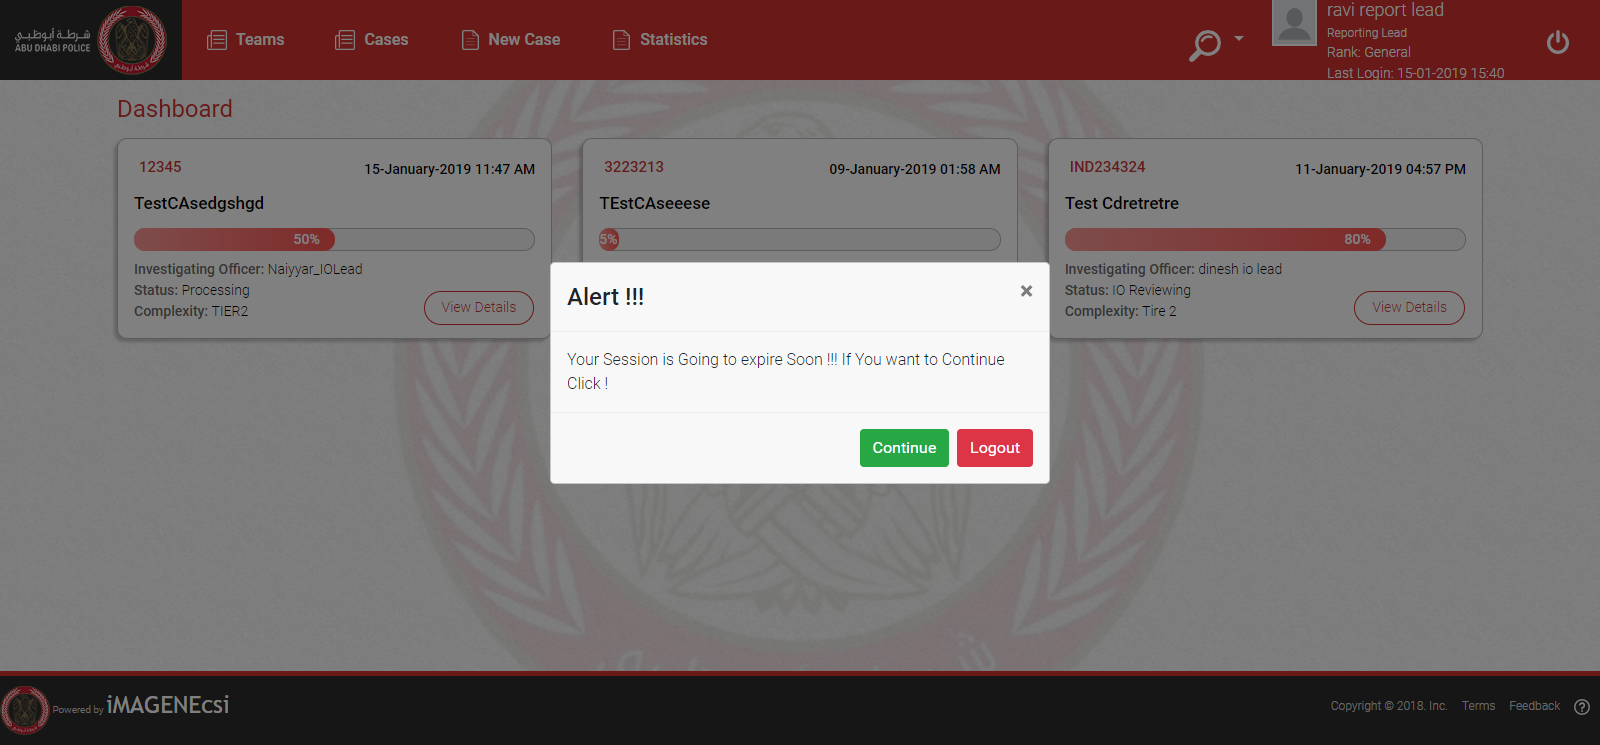 شرطة أبوظبي
ABU DHABI POLICE
Teams
Cases
New Case
Statistics
ravi report lead
Reporting Lead
Rank: General
Last Login: 15-01-2019 15:40
Dashboard
12345
15-January-2019 11:47 AM
TestCAsedgshgd
50%
Investigating Officer: Naiyyar_IOLead
Status: Processing
Complexity: TIER2
View Details
3223213
09-January-2019 01:58 AM
TEstCAseeese
5%
IND234324
11-January-2019 04:57 PM
Test Cdretretre
80%
Investigating Officer: dinesh io lead
Status: IO Reviewing
Complexity: Tire 2
View Details
Alert !!!
×
Your Session is Going to expire Soon !!! If You want to Continue
Click !
Continue
Logout
Powered by iMAGENEcsi
Copyright © 2018. Inc.
Terms
Feedback
?